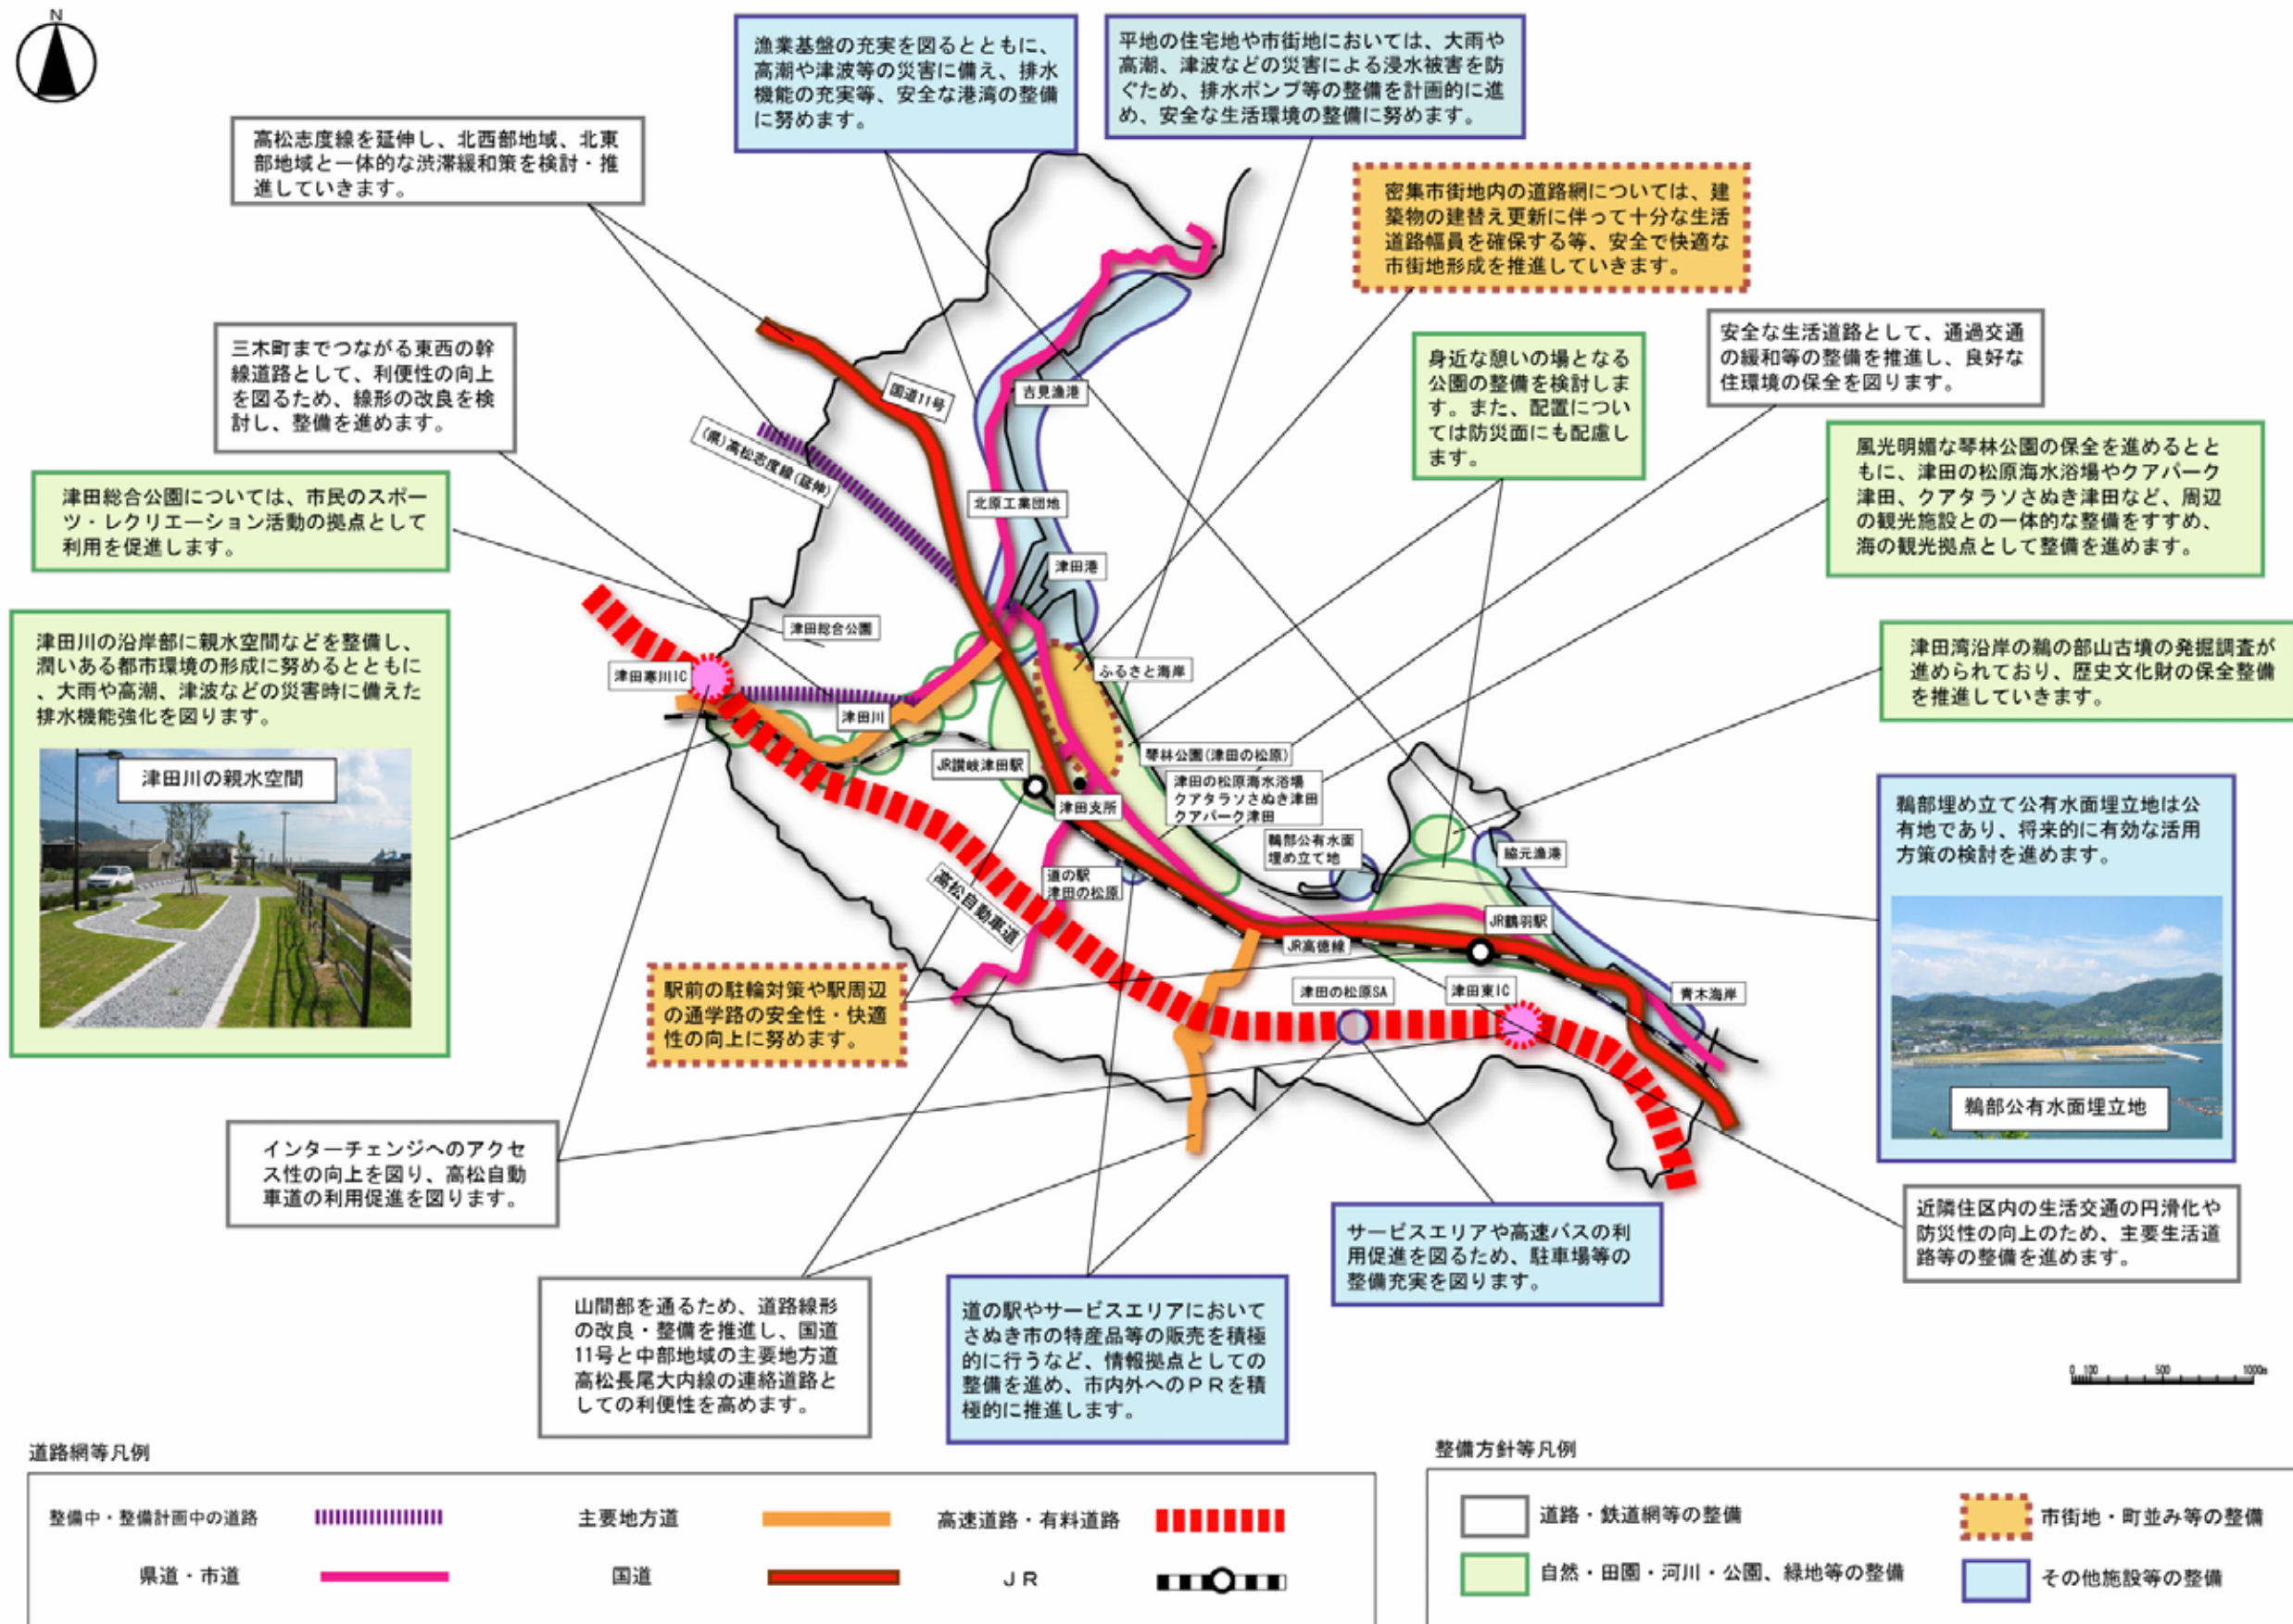 N
漁業基盤の充実を図るとともに、
高潮や津波等の災害に備え、排水
機能の充実等、安全な港湾の整備
に努めます。
平地の住宅地や市街地においては、大雨や
高潮、津波などの災害による浸水被害を防
ぐため、排水ポンプ等の整備を計画的に進
め、安全な生活環境の整備に努めます。
高松志度線を延伸し、北西部地域、北東
部地域と一体的な渋滞緩和策を検討・推
進していきます。
密集市街地内の道路網については、建
築物の建替え更新に伴って十分な生活
道路幅員を確保する等、安全で快適な
市街地形成を推進していきます。
三木町までつながる東西の幹
線道路として、利便性の向上
を図るため、線形の改良を検
討し、整備を進めます。
身近な憩いの場となる
公園の整備を検討しま
す。また、配置につい
ては防災面にも配慮し
ます。
安全な生活道路として、通過交通
の緩和等の整備を推進し、良好な
住環境の保全を図ります。
風光明媚な琴林公園の保全を進めるとと
もに、津田の松原海水浴場やクアパーク
津田、クアタラソさぬき津田など、周辺
の観光施設との一体的な整備をすすめ、
海の観光拠点として整備を進めます。
津田総合公園については、市民のスポー
ツ・レクリエーション活動の拠点として
利用を促進します。
津田川の沿岸部に親水空間などを整備し、
潤いある都市環境の形成に努めるとともに
、大雨や高潮、津波などの災害時に備えた
排水機能強化を図ります。
津田川の親水空間
津田湾沿岸の鵜の部山古墳の発掘調査が
進められており、歴史文化財の保全整備
を推進していきます。
鵜部埋め立て公有水面埋立地は公
有地であり、将来的に有効な活用
方策の検討を進めます。
鵜部公有水面埋立地
国道11号
吉見漁港
(県)高松志度線(延伸)
北原工業団地
津田港
津田総合公園
津田寒川IC
ふるさと海岸
津田川
JR讃岐津田駅
琴林公園(津田の松原)
津田の松原海水浴場
クアタラソさぬき津田
クアパーク津田
津田支所
鵜部公有水面
埋め立て地
脇元漁港
道の駅
津田の松原
高松自動車道
JR鶴羽駅
JR高徳線
津田の松原SA
津田東IC
青木海岸
駅前の駐輪対策や駅周辺
の通学路の安全性・快適
性の向上に努めます。
インターチェンジへのアクセ
ス性の向上を図り、高松自動
車道の利用促進を図ります。
近隣住区内の生活交通の円滑化や
防災性の向上のため、主要生活道
路等の整備を進めます。
サービスエリアや高速バスの利
用促進を図るため、駐車場等の
整備充実を図ります。
山間部を通るため、道路線形
の改良・整備を推進し、国道
11号と中部地域の主要地方道
高松長尾大内線の連絡道路と
しての利便性を高めます。
道の駅やサービスエリアにおいて
さぬき市の特産品等の販売を積極
的に行うなど、情報拠点としての
整備を進め、市内外へのPRを積
極的に推進します。
0 100 500 1000m
道路網等凡例
整備中・整備計画中の道路
主要地方道
高速道路・有料道路
県道・市道
国道
JR
整備方針等凡例
道路・鉄道網等の整備
市街地・町並み等の整備
自然・田園・河川・公園、緑地等の整備
その他施設等の整備